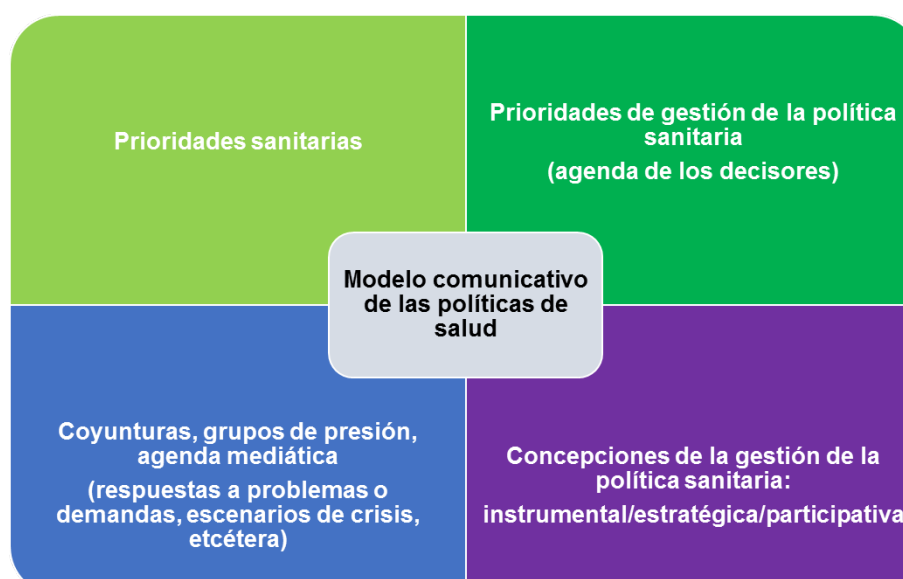 Prioridades sanitarias
Prioridades de gestión de la política
sanitaria
(agenda de los decisores)
Modelo comunicativo
de las políticas de
salud
Coyunturas, grupos de presión,
agenda mediática
(respuestas a problemas o
demandas, escenarios de crisis,
etcétera)
Concepciones de la gestión de la
política sanitaria:
instrumental/estratégica/participativa